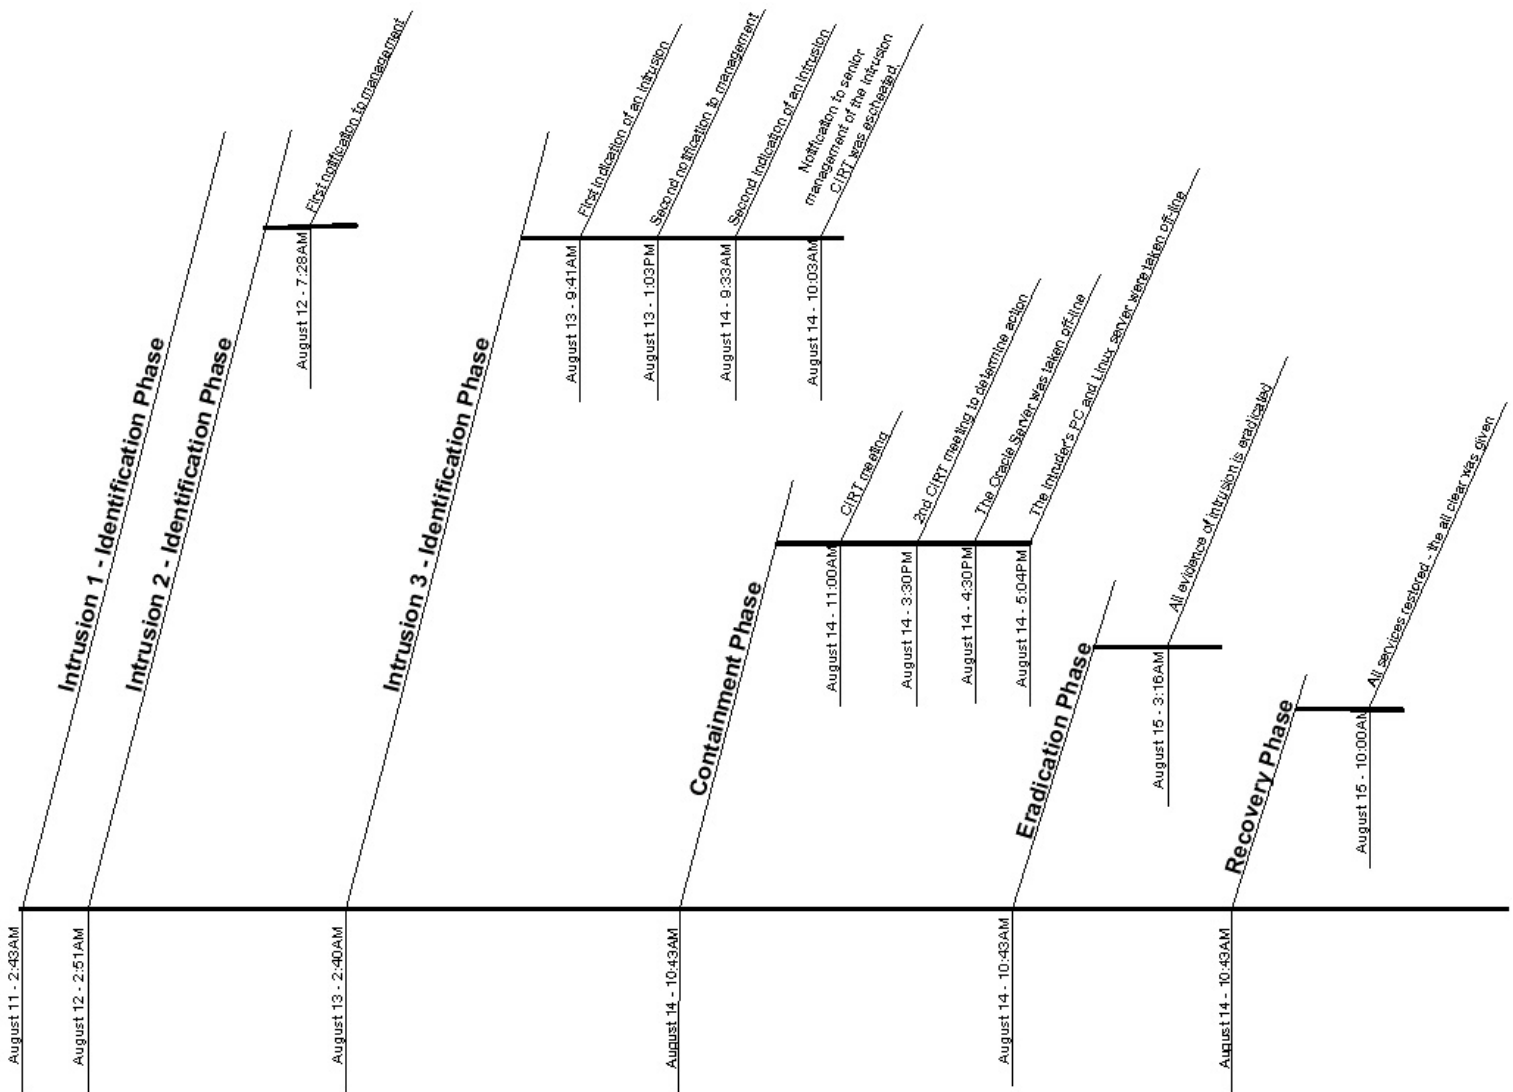 Intrusion 1 - Identification Phase
August 11 - 2:43AM
Intrusion 2 - Identification Phase
August 12 - 2:51AM
First notification to management
August 12 - 7:28AM
Intrusion 3 - Identification Phase
August 13 - 2:40AM
First indication of an intrusion
August 13 - 9:41AM
Second notification to management
August 13 - 1:03PM
Second indication of an intrusion
August 14 - 9:33AM
Notification to senior
management of the intrusion
CIRT was escheated.
August 14 - 10:03AM
Containment Phase
August 14 - 10:43AM
CIRT meeting
August 14 - 11:00AM
2nd CIRT meeting to determine action
August 14 - 3:30PM
The Oracle Server was taken off-line
August 14 - 4:30PM
The Intruder's PC and Linux server were taken off-line
August 14 - 5:04PM
Eradication Phase
August 14 - 10:43AM
All evidence of intrusion is eradicated
August 15 - 3:16AM
Recovery Phase
August 14 - 10:43AM
All services restored - the all clear was given
August 15 - 10:00AM